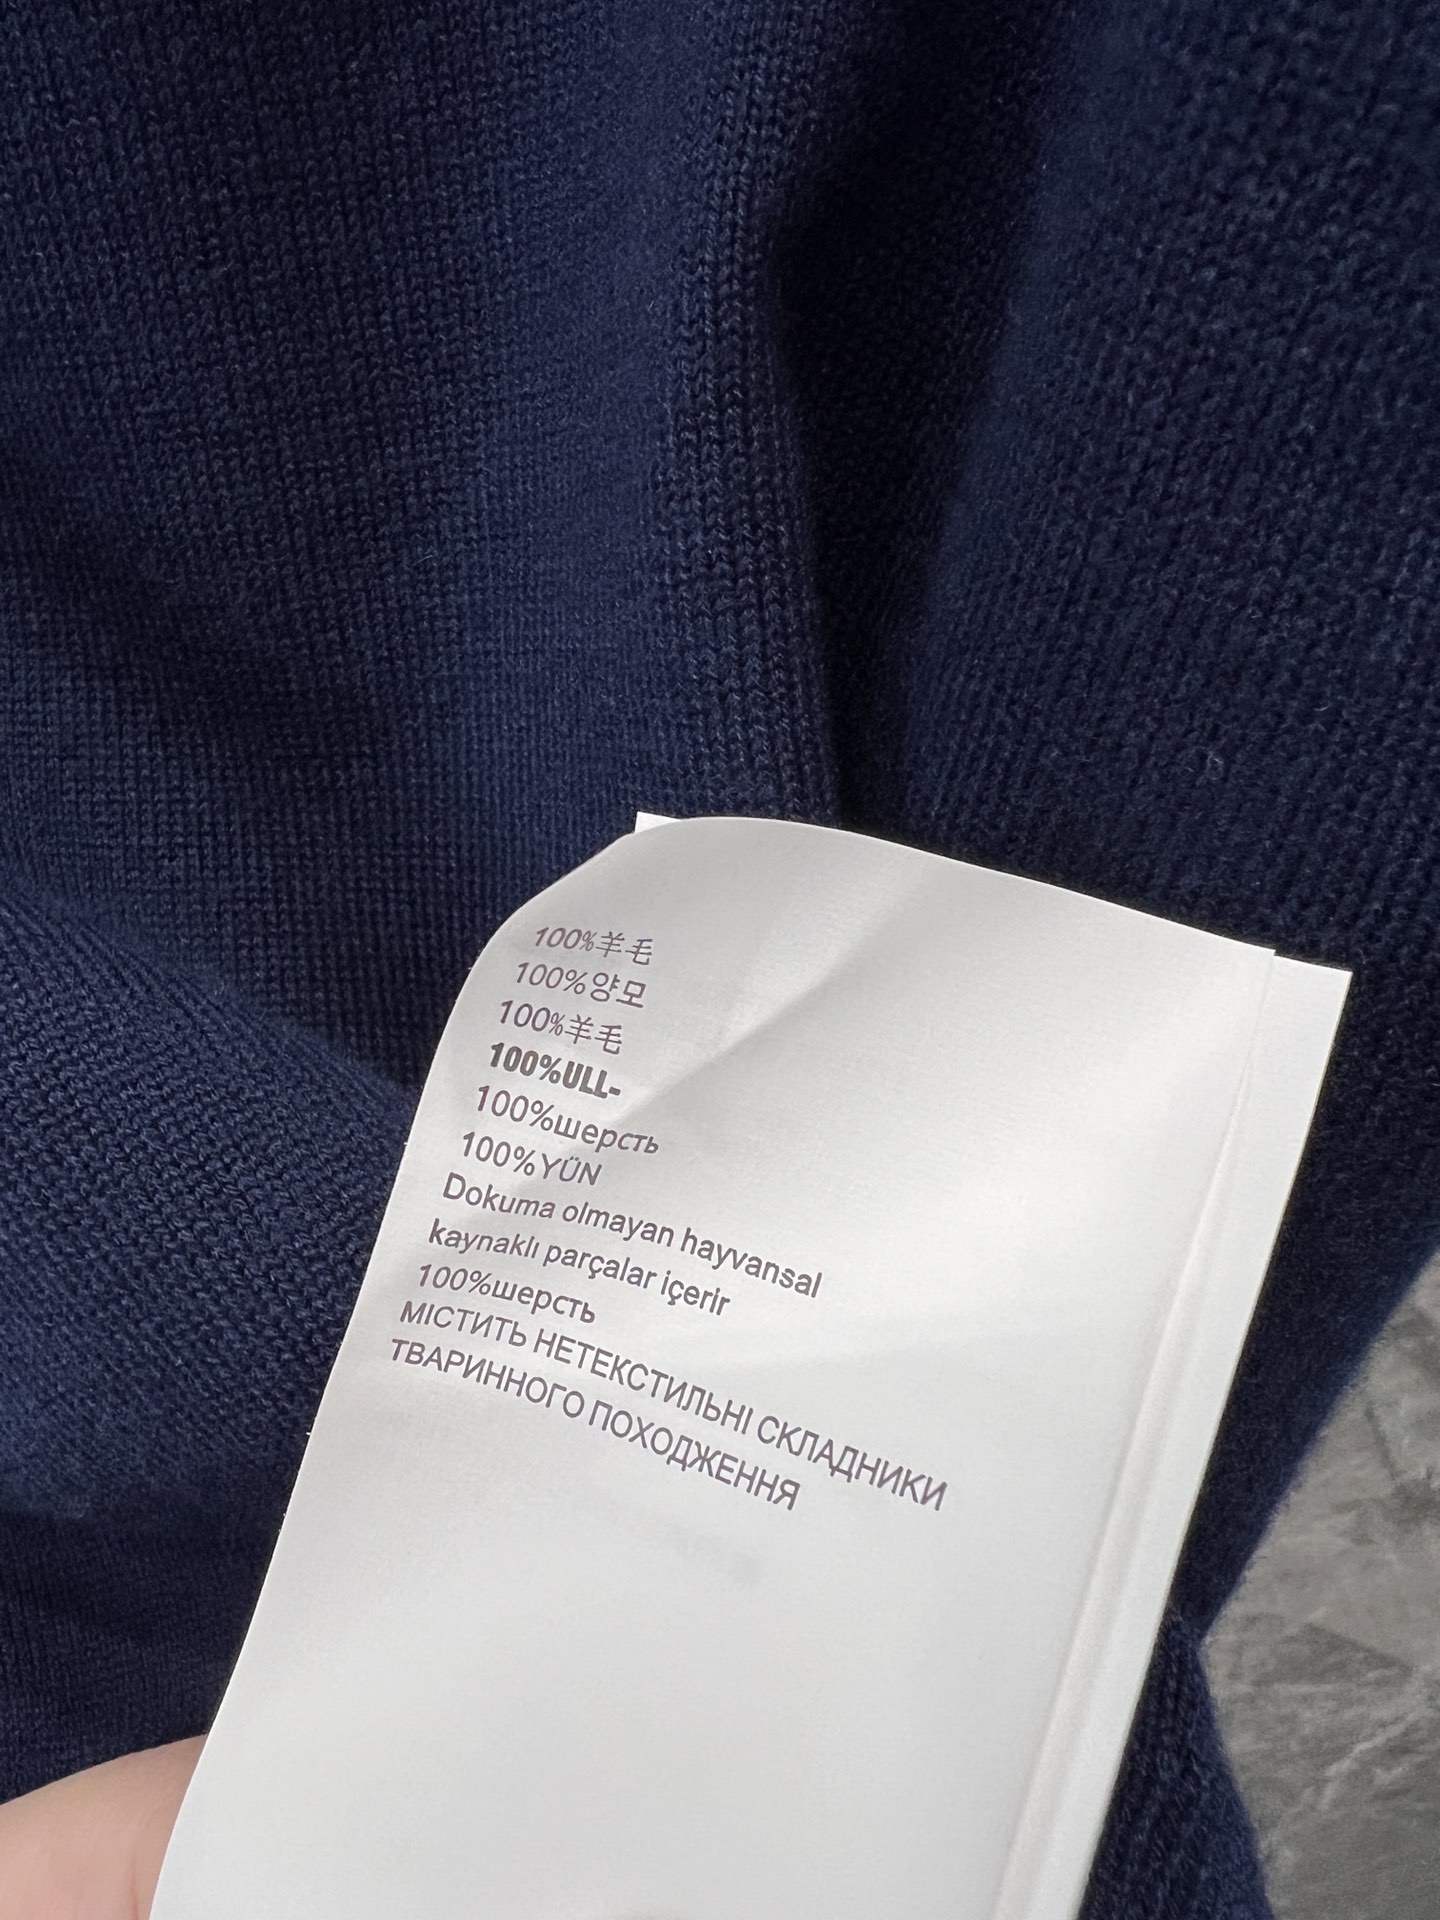 100%羊毛
100%양모
100%羊毛
100%ULL-
100%шерсть
100%YÜN
Dokuma olmayan hayvansal
kaynaklı parçalar içerir
100%шерсть
МІСТИТЬ НЕТЕКСТИЛЬНІ СКЛАДНИКИ
ТВАРИННОГО ПОХОДЖЕННЯ